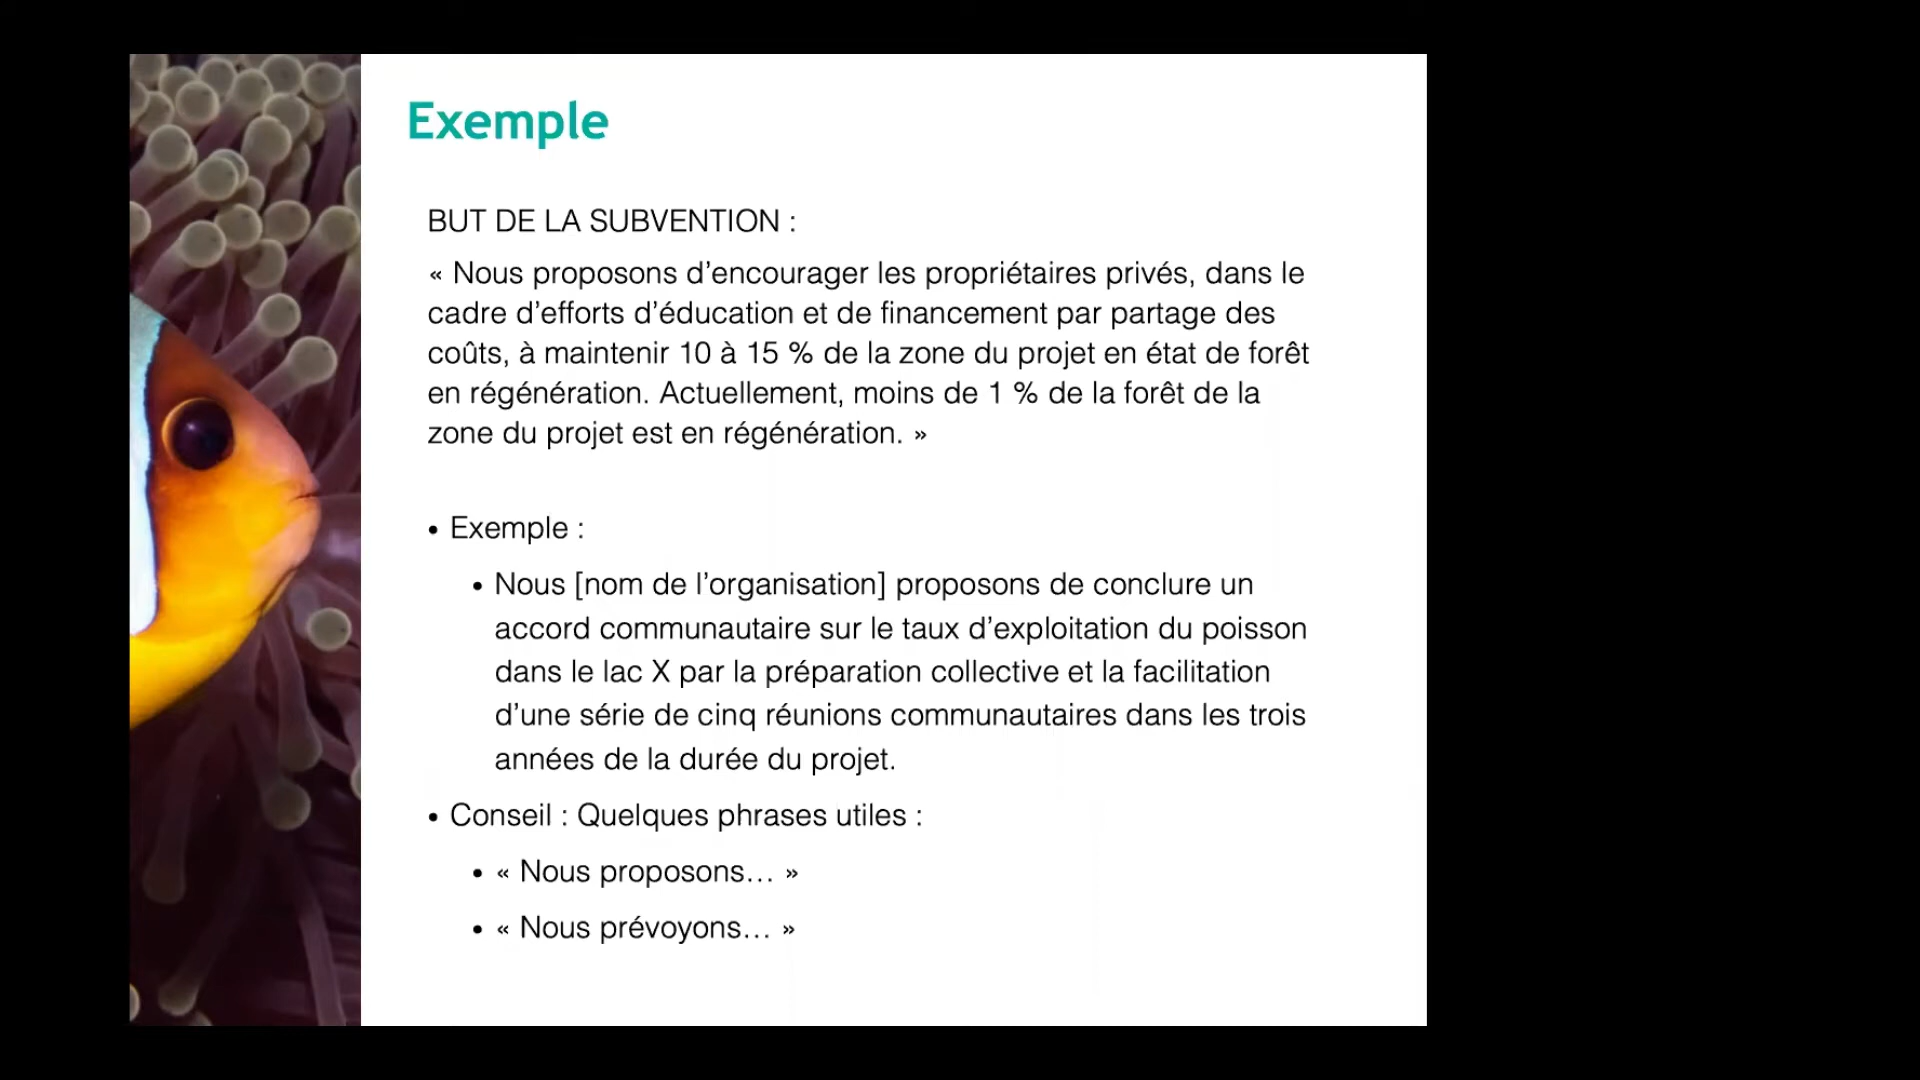 Exemple
BUT DE LA SUBVENTION :
« Nous proposons d’encourager les propriétaires privés, dans le
cadre d’efforts d’éducation et de financement par partage des
coûts, à maintenir 10 à 15 % de la zone du projet en état de forêt
en régénération. Actuellement, moins de 1 % de la forêt de la
zone du projet est en régénération. »
• Exemple :
• Nous [nom de l’organisation] proposons de conclure un
accord communautaire sur le taux d’exploitation du poisson
dans le lac X par la préparation collective et la facilitation
d’une série de cinq réunions communautaires dans les trois
années de la durée du projet.
• Conseil : Quelques phrases utiles :
• « Nous proposons… »
• « Nous prévoyons… »